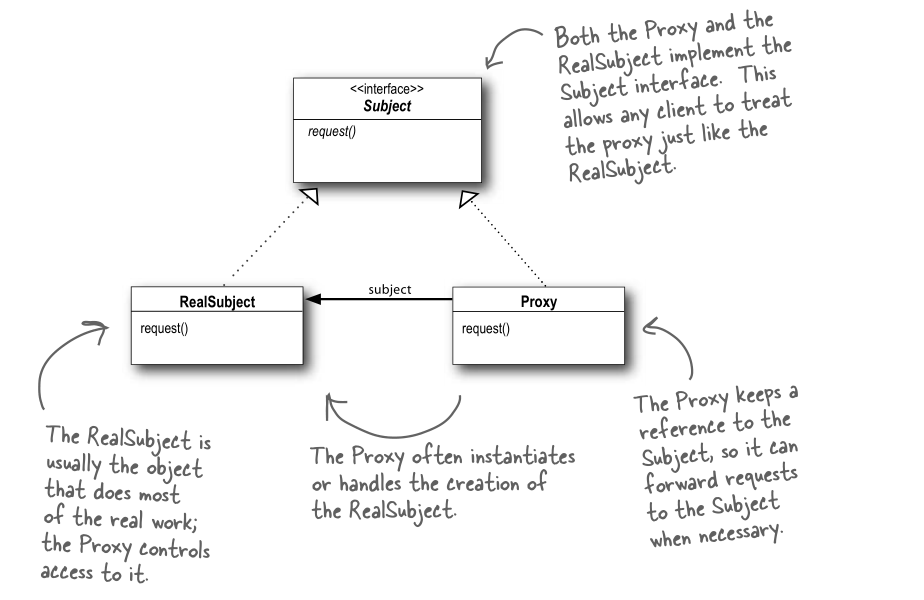 Both the Proxy and the
RealSubject implement the
Subject interface. This
allows any client to treat
the proxy just like the
RealSubject.
<<interface>>
Subject
request()
subject
RealSubject
request()
Proxy
request()
The RealSubject is
usually the object
that does most
of the real work;
the Proxy controls
access to it.
The Proxy often instantiates
or handles the creation of
the RealSubject.
The Proxy keeps a
reference to the
Subject, so it can
forward requests
to the Subject
when necessary.